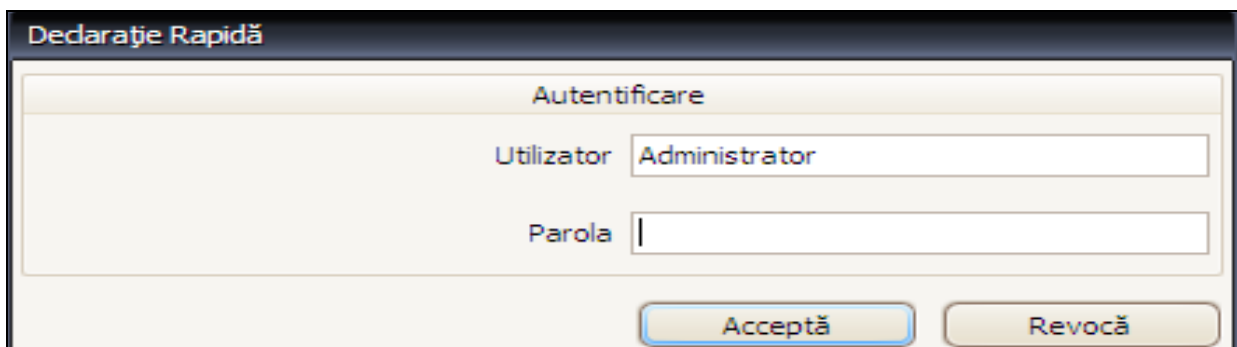 Declaraţie Rapidă
Autentificare
Utilizator Administrator
Parola
Acceptă Revocă